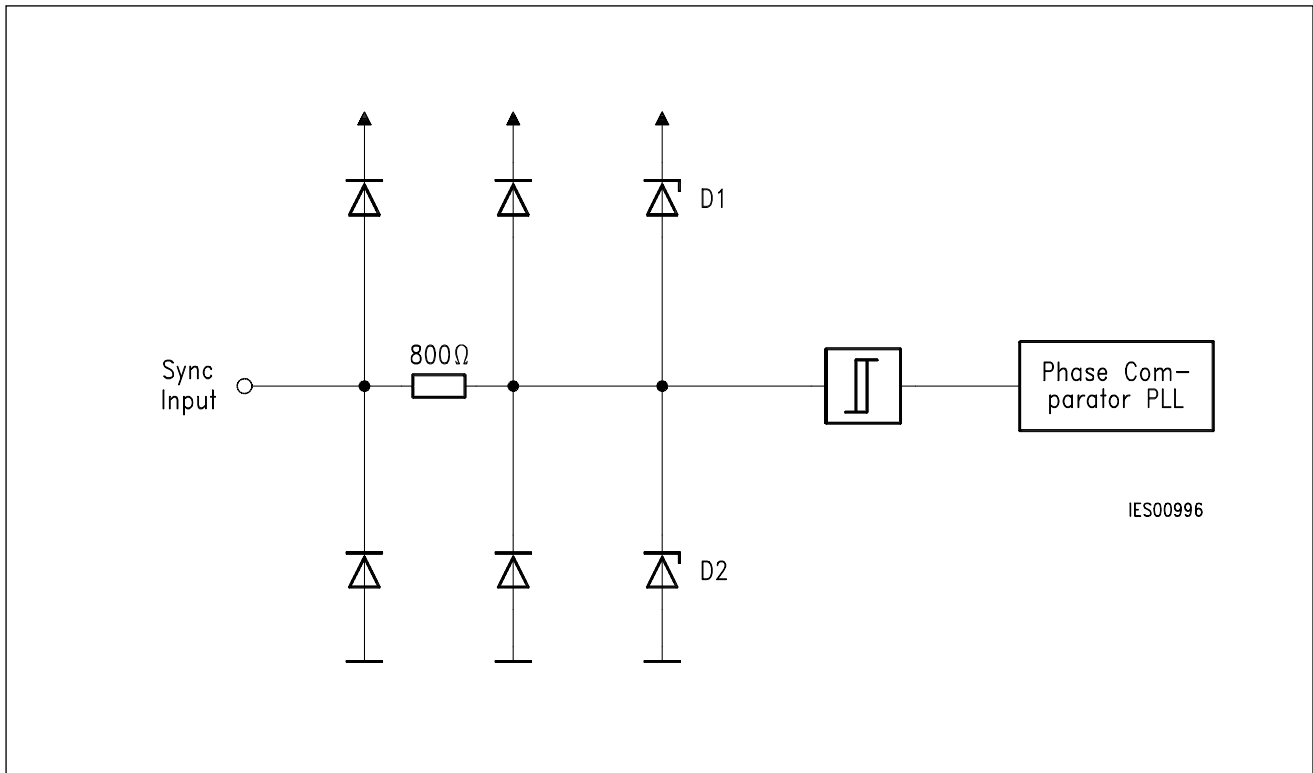 D1
800Ω
Sync
Input
Phase Com-
parator PLL
IES00996
D2